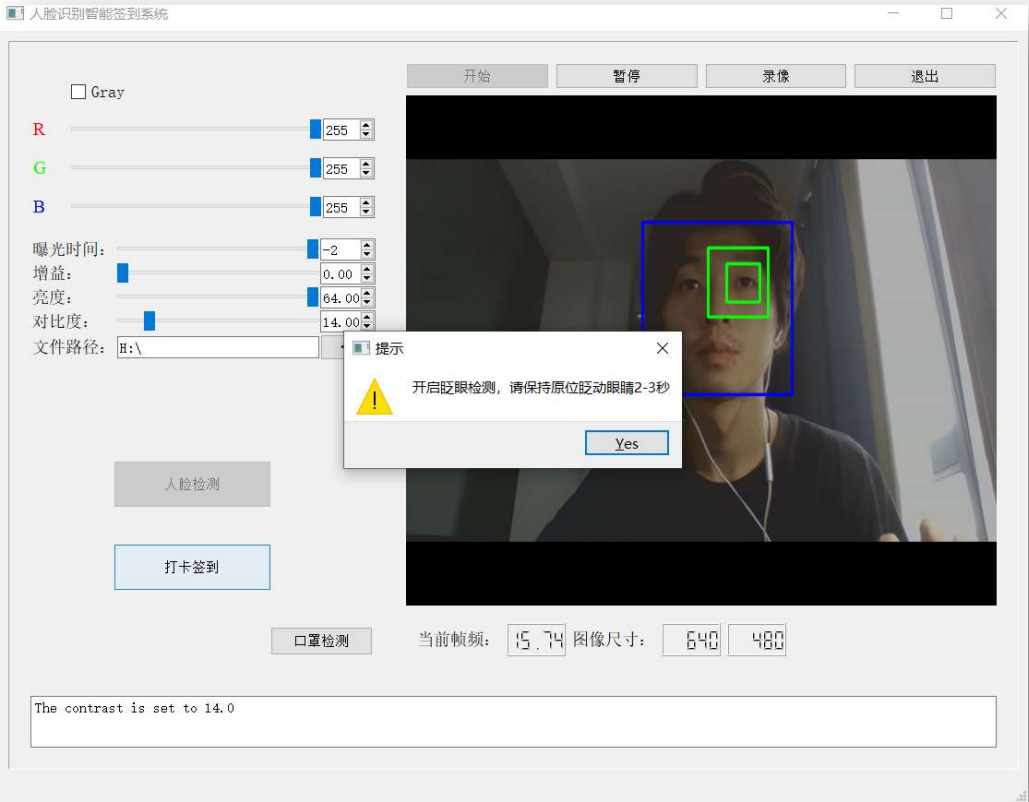 人脸识别智能签到系统
开始
暂停
录像
退出
Gray
R
255
G
255
B
255
曝光时间:
-2
增益:
0.00
亮度:
64.00
对比度:
14.00
文件路径:
H:\
提示
开启眨眼检测，请保持原位眨动眼睛2-3秒
Yes
人脸检测
打卡签到
口罩检测
当前帧频: 15.74 图像尺寸: 640 480
The contrast is set to 14.0